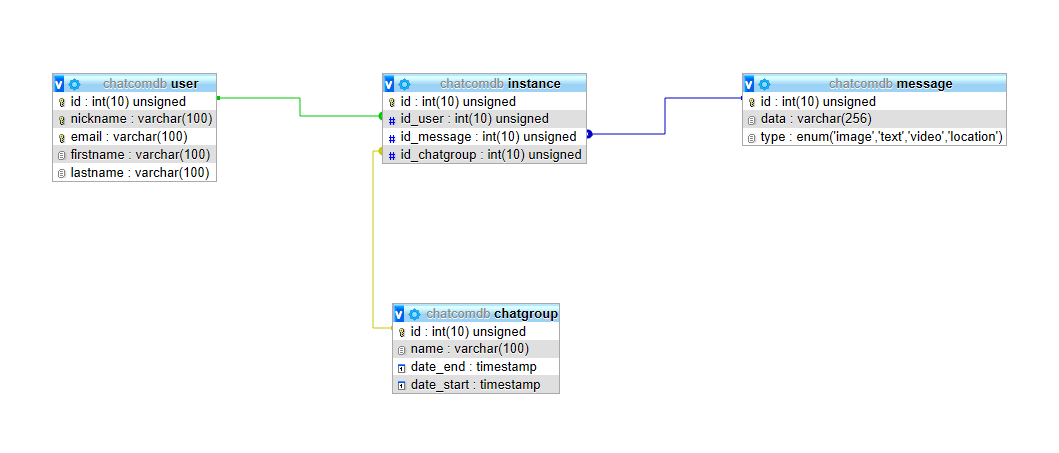 chatcomdb user
id : int(10) unsigned
nickname : varchar(100)
email : varchar(100)
firstname : varchar(100)
lastname : varchar(100)
chatcomdb instance
id : int(10) unsigned
id_user : int(10) unsigned
id_message : int(10) unsigned
id_chatgroup : int(10) unsigned
chatcomdb message
id : int(10) unsigned
data : varchar(256)
type : enum('image','text','video','location')
chatcomdb chatgroup
id : int(10) unsigned
name : varchar(100)
date_end : timestamp
date_start : timestamp